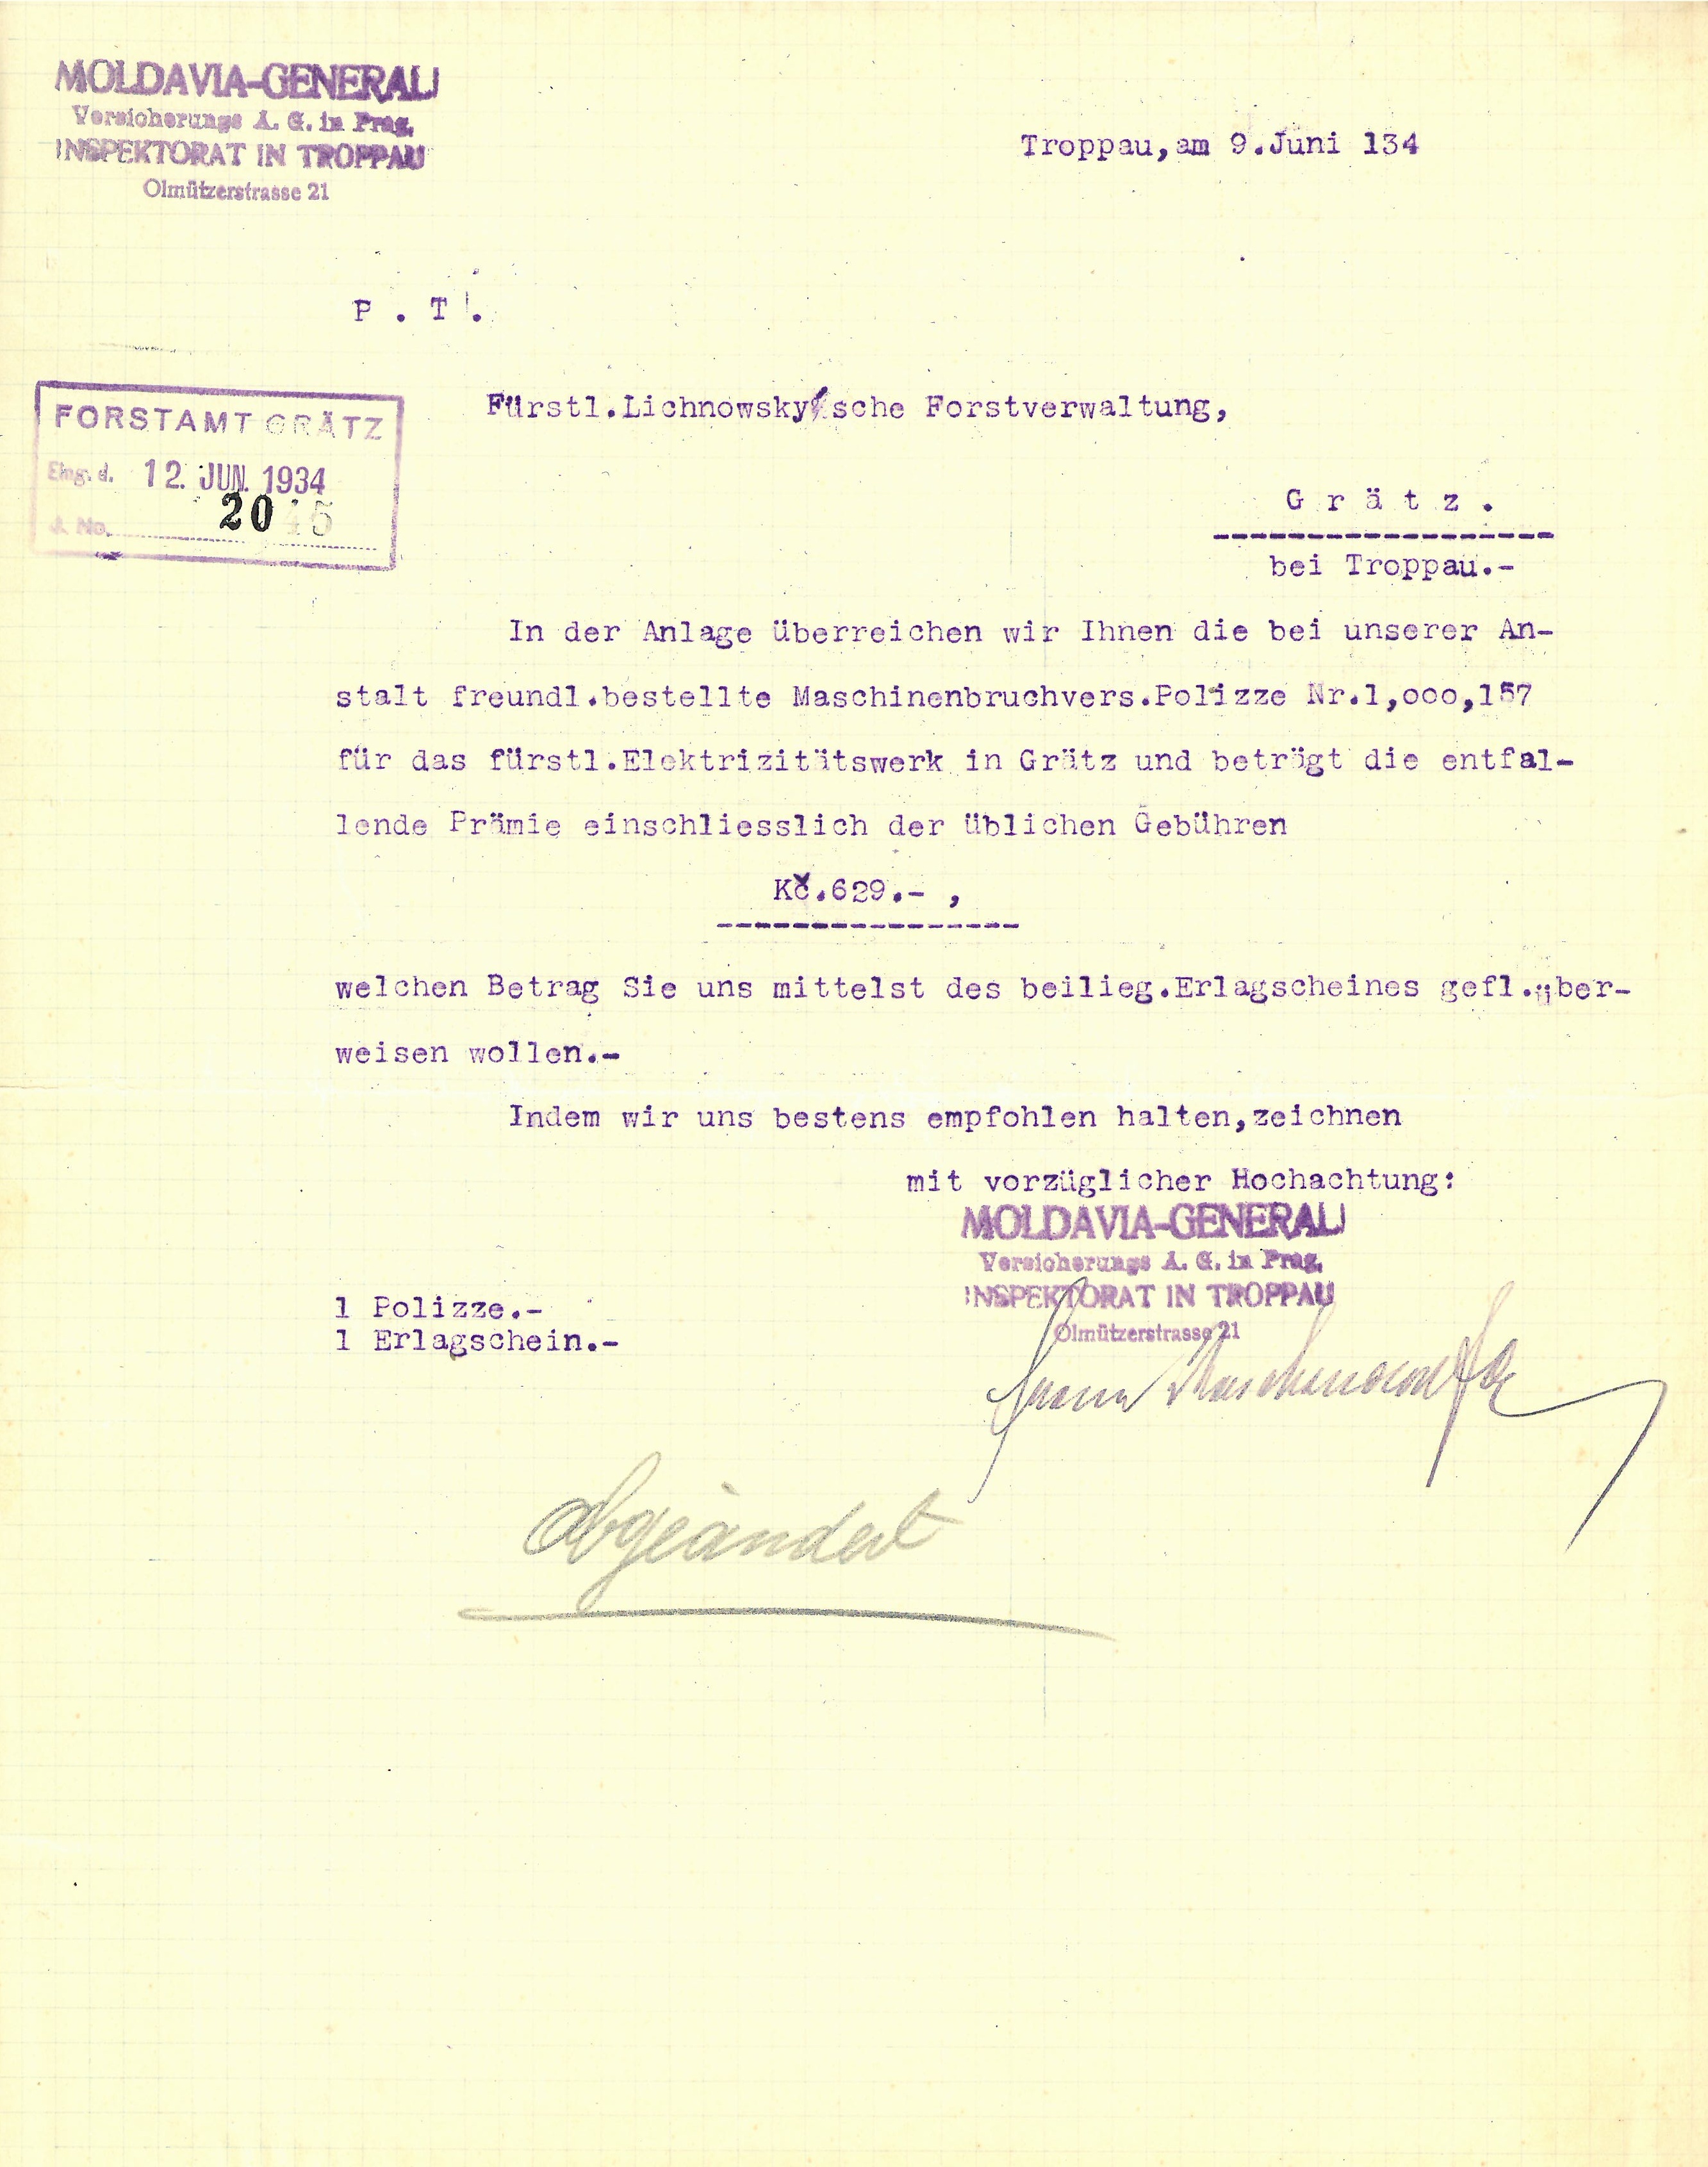 MOLDAVIA-GENERALI
Versicherungs A. G. in Prag,
INSPEKTORAT IN TROPPAU
Olmützerstrasse 21
Troppau,am 9.Juni 134
P . T .
FORSTAMT GRÄTZ
Eing. d. 12. JUN. 1934
J. No. 2045
Fürstl.Lichnowsky'sche Forstverwaltung,
G r ä t z .
bei Troppau.-
In der Anlage überreichen wir Ihnen die bei unserer An-
stalt freundl.bestellte Maschinenbruchvers.Polizze Nr.1,ooo,157
für das fürstl.Elektrizitätswerk in Grätz und beträgt die entfal-
lende Prämie einschliesslich der üblichen Gebühren
Kč.629.- ,
welchen Betrag Sie uns mittelst des beilieg.Erlagscheines gefl.über-
weisen wollen.-
Indem wir uns bestens empfohlen halten,zeichnen
mit vorzüglicher Hochachtung:
MOLDAVIA-GENERALI
Versicherungs A. G. in Prag,
INSPEKTORAT IN TROPPAU
Olmützerstrasse 21
1 Polizze.-
1 Erlagschein.-
abgeändert